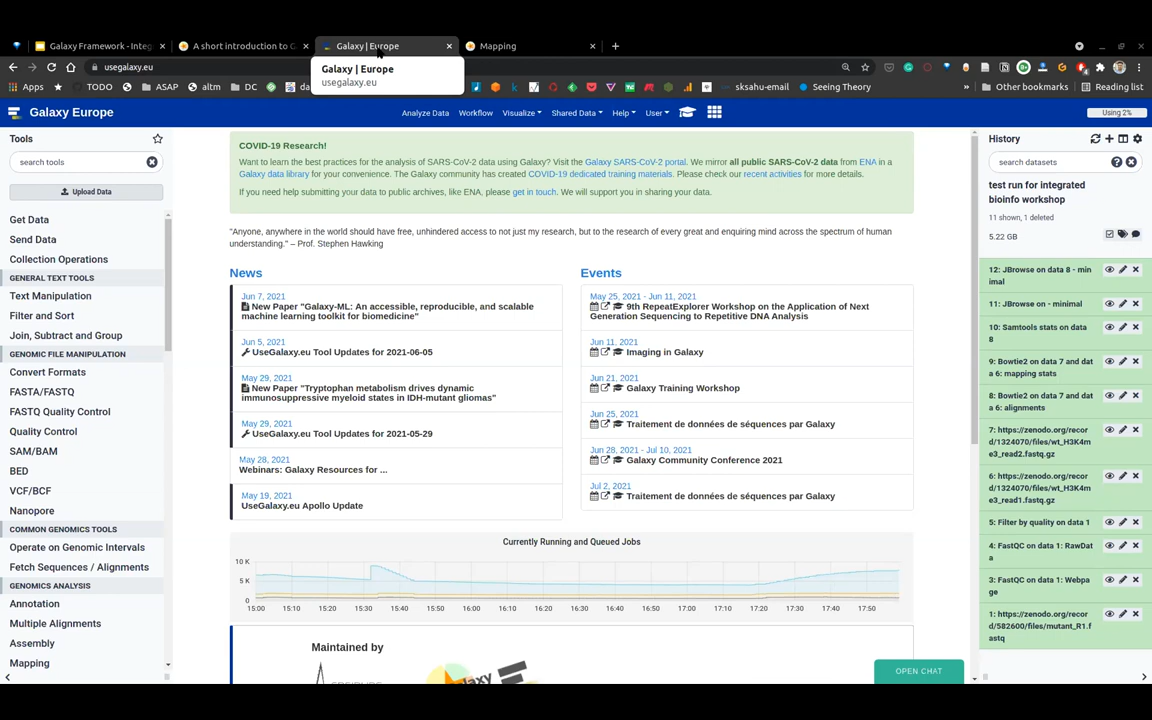 Galaxy Framework - Integ
A short introduction to G
Galaxy | Europe
Mapping
usegalaxy.eu
Galaxy | Europe
usegalaxy.eu
Apps
TODO
ASAP
altm
DC
da
sksahu-email
Seeing Theory
Other bookmarks
Reading list
Galaxy Europe
Analyze Data
Workflow
Visualize
Shared Data
Help
User
Using 2%
Tools
search tools
Upload Data
Get Data
Send Data
Collection Operations
GENERAL TEXT TOOLS
Text Manipulation
Filter and Sort
Join, Subtract and Group
GENOMIC FILE MANIPULATION
Convert Formats
FASTA/FASTQ
FASTQ Quality Control
Quality Control
SAM/BAM
BED
VCF/BCF
Nanopore
COMMON GENOMICS TOOLS
Operate on Genomic Intervals
Fetch Sequences / Alignments
GENOMICS ANALYSIS
Annotation
Multiple Alignments
Assembly
Mapping
COVID-19 Research!
Want to learn the best practices for the analysis of SARS-CoV-2 data using Galaxy? Visit the Galaxy SARS-CoV-2 portal. We mirror all public SARS-CoV-2 data from ENA in a
Galaxy data library for your convenience. The Galaxy community has created COVID-19 dedicated training materials. Please check our recent activities for more details.
If you need help submitting your data to public archives, like ENA, please get in touch. We will support you in sharing your data.
"Anyone, anywhere in the world should have free, unhindered access to not just my research, but to the research of every great and enquiring mind across the spectrum of human
understanding." – Prof. Stephen Hawking
News
Jun 7, 2021
New Paper "Galaxy-ML: An accessible, reproducible, and scalable
machine learning toolkit for biomedicine"
Jun 5, 2021
UseGalaxy.eu Tool Updates for 2021-06-05
May 29, 2021
New Paper "Tryptophan metabolism drives dynamic
immunosuppressive myeloid states in IDH-mutant gliomas"
May 29, 2021
UseGalaxy.eu Tool Updates for 2021-05-29
May 28, 2021
Webinars: Galaxy Resources for ...
May 19, 2021
UseGalaxy.eu Apollo Update
Events
May 25, 2021 - Jun 11, 2021
9th RepeatExplorer Workshop on the Application of Next
Generation Sequencing to Repetitive DNA Analysis
Jun 11, 2021
Imaging in Galaxy
Jun 21, 2021
Galaxy Training Workshop
Jun 25, 2021
Traitement de données de séquences par Galaxy
Jun 28, 2021 - Jul 10, 2021
Galaxy Community Conference 2021
Jul 2, 2021
Traitement de données de séquences par Galaxy
Currently Running and Queued Jobs
10 K
5 K
0
15:00 15:10 15:20 15:30 15:40 15:50 16:00 16:10 16:20 16:30 16:40 16:50 17:00 17:10 17:20 17:30 17:40 17:50
Maintained by
Galaxy
OPEN CHAT
History
search datasets
test run for integrated
bioinfo workshop
11 shown, 1 deleted
5.22 GB
12: JBrowse on data 8 - min
imal
11: JBrowse on - minimal
10: Samtools stats on data
8
9: Bowtie2 on data 7 and dat
a 6: mapping stats
8: Bowtie2 on data 7 and dat
a 6: alignments
7: https://zenodo.org/recor
d/1324070/files/wt_H3K4m
e3_read2.fastq.gz
6: https://zenodo.org/recor
d/1324070/files/wt_H3K4m
e3_read1.fastq.gz
5: Filter by quality on data 1
4: FastQC on data 1: RawDat
a
3: FastQC on data 1: Webpa
ge
1: https://zenodo.org/recor
d/582600/files/mutant_R1.f
astq